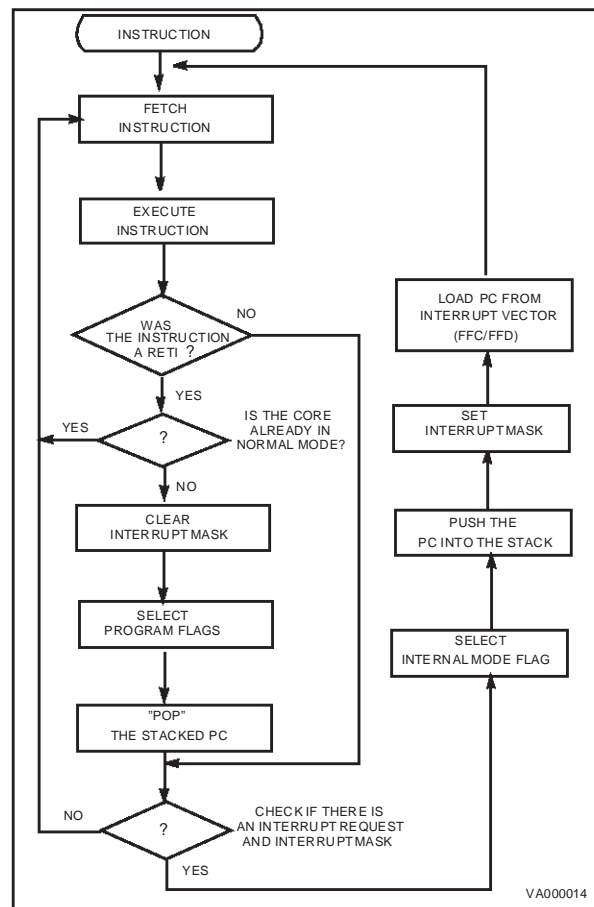 INSTRUCTION
FETCH
INSTRUCTION
EXECUTE
INSTRUCTION
WAS
THE INSTRUCTION
A RETI ?
NO
YES
?
IS THE CORE
ALREADY IN
NORMAL MODE?
YES
NO
CLEAR
INTERRUPT MASK
SELECT
PROGRAM FLAGS
"POP"
THE STACKED PC
?
CHECK IF THERE IS
AN INTERRUPT REQUEST
AND INTERRUPT MASK
NO
YES
SELECT
INTERNAL MODE FLAG
PUSH THE
PC INTO THE STACK
SET
INTERRUPT MASK
LOAD PC FROM
INTERRUPT VECTOR
(FFC/FFD)
VA000014